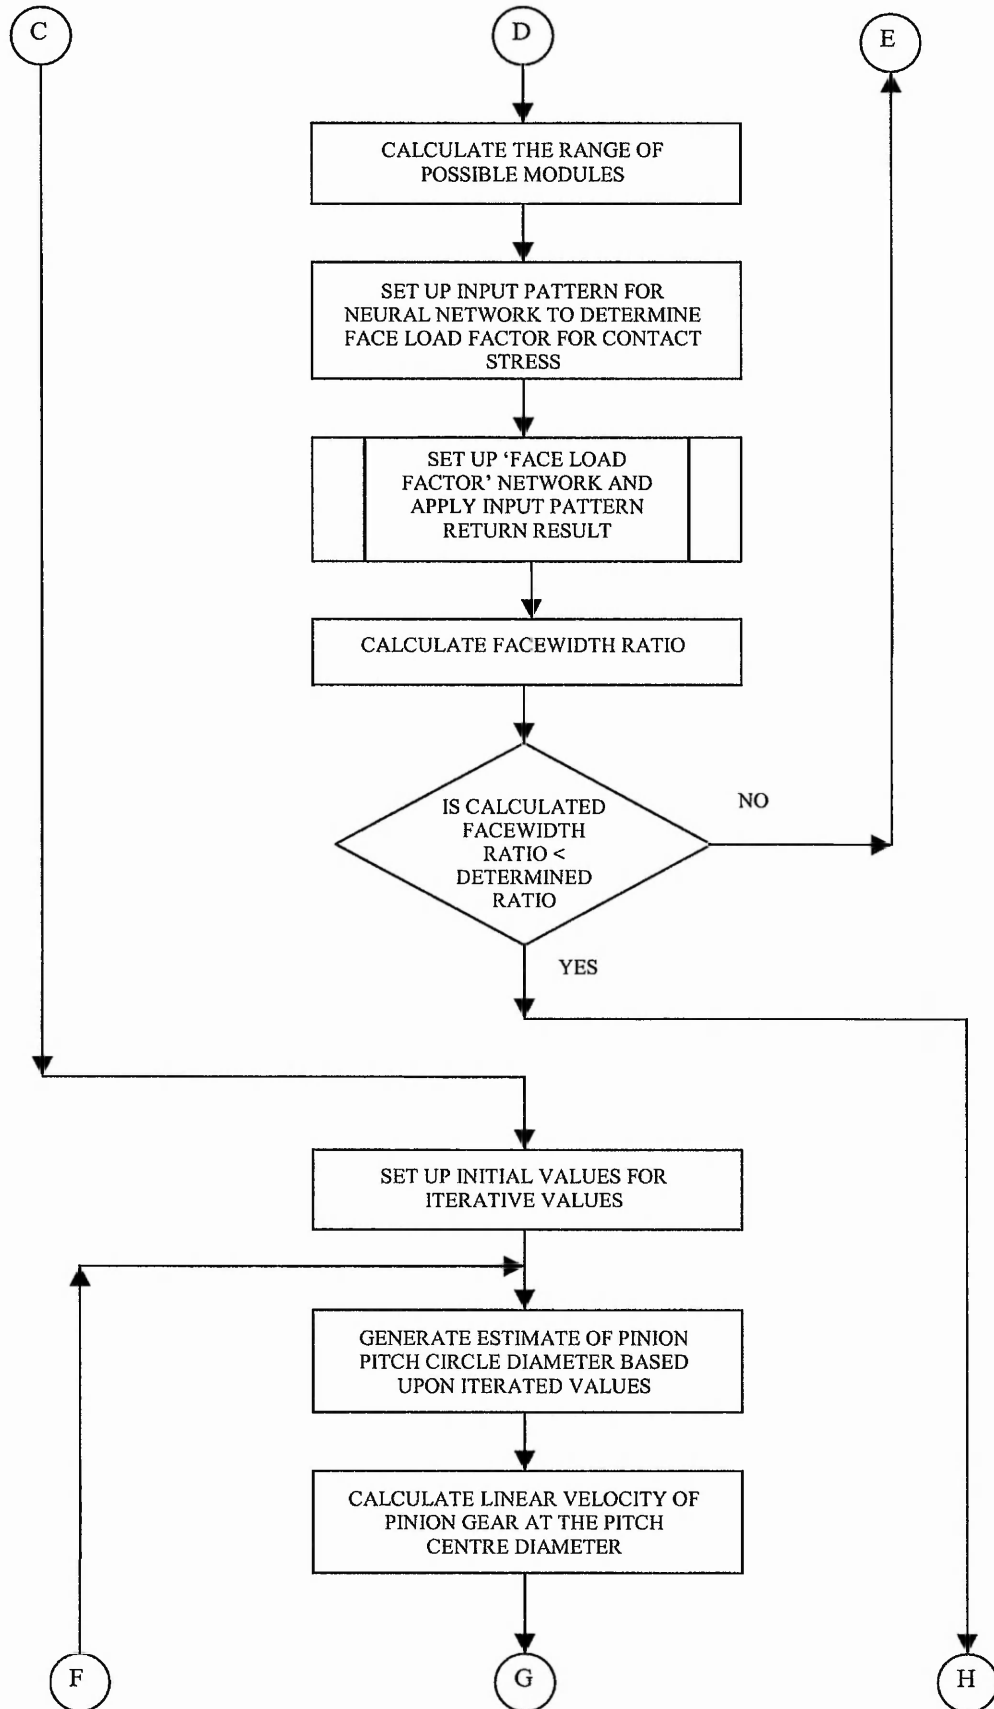 C
D
E
CALCULATE THE RANGE OF
POSSIBLE MODULES
SET UP INPUT PATTERN FOR
NEURAL NETWORK TO DETERMINE
FACE LOAD FACTOR FOR CONTACT
STRESS
SET UP ‘FACE LOAD
FACTOR’ NETWORK AND
APPLY INPUT PATTERN
RETURN RESULT
CALCULATE FACEWIDTH RATIO
IS CALCULATED
FACEWIDTH
RATIO <
DETERMINED
RATIO
NO
YES
SET UP INITIAL VALUES FOR
ITERATIVE VALUES
GENERATE ESTIMATE OF PINION
PITCH CIRCLE DIAMETER BASED
UPON ITERATED VALUES
CALCULATE LINEAR VELOCITY OF
PINION GEAR AT THE PITCH
CENTRE DIAMETER
F
G
H